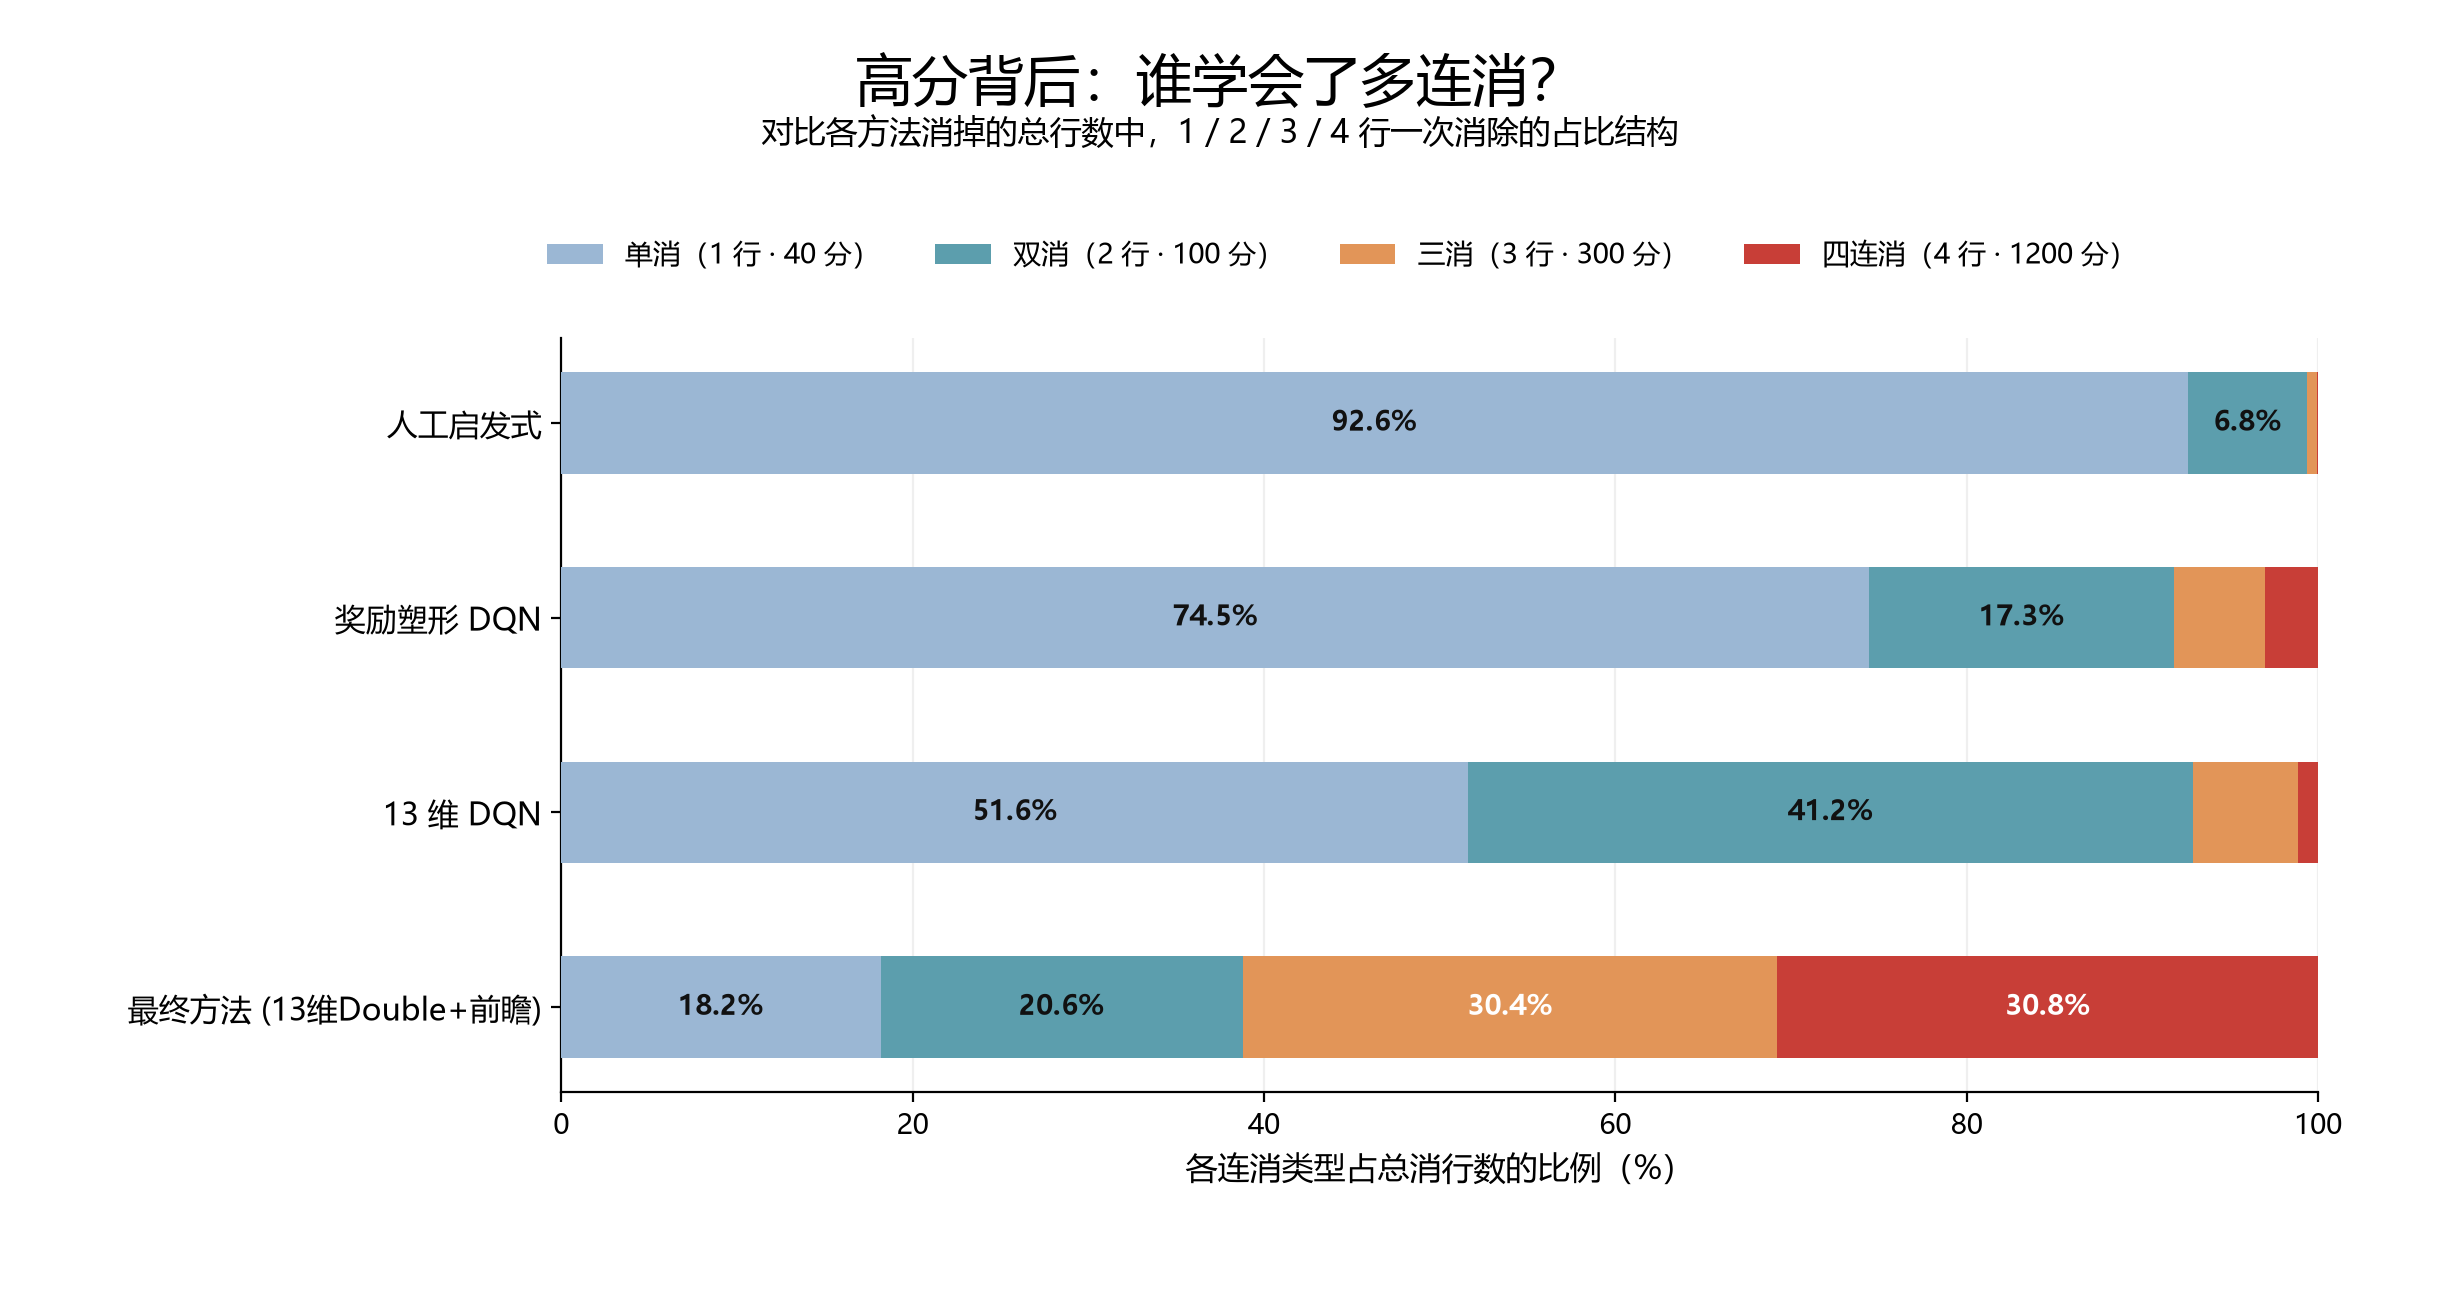 高分背后：谁学会了多连消？
对比各方法消掉的总行数中，1 / 2 / 3 / 4 行一次消除的占比结构
单消（1 行 · 40 分） 双消（2 行 · 100 分） 三消（3 行 · 300 分） 四连消（4 行 · 1200 分）
人工启发式 92.6% 6.8%
奖励塑形 DQN 74.5% 17.3%
13 维 DQN 51.6% 41.2%
最终方法 (13维Double+前瞻) 18.2% 20.6% 30.4% 30.8%
0 20 40 60 80 100
各连消类型占总消行数的比例（%）